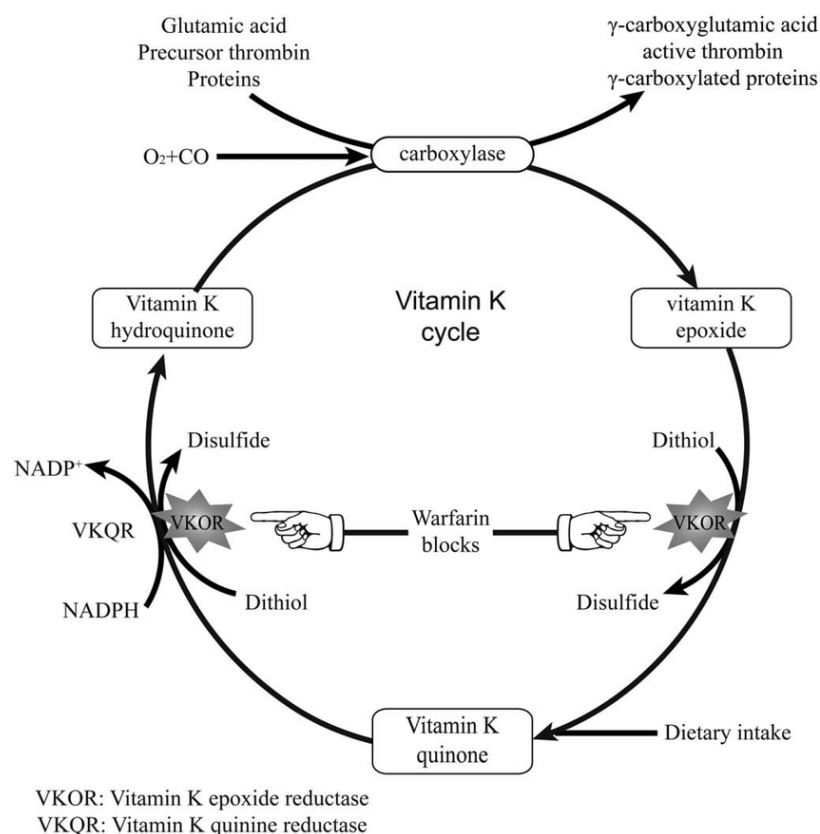 Glutamic acid
Precursor thrombin
Proteins
γ-carboxyglutamic acid
active thrombin
γ-carboxylated proteins
O₂+CO
carboxylase
Vitamin K
hydroquinone
Vitamin K
cycle
vitamin K
epoxide
Disulfide
Dithiol
NADP⁺
VKQR
VKOR
Warfarin
blocks
VKOR
NADPH
Dithiol
Disulfide
Vitamin K
quinone
Dietary intake
VKOR: Vitamin K epoxide reductase
VKQR: Vitamin K quinine reductase